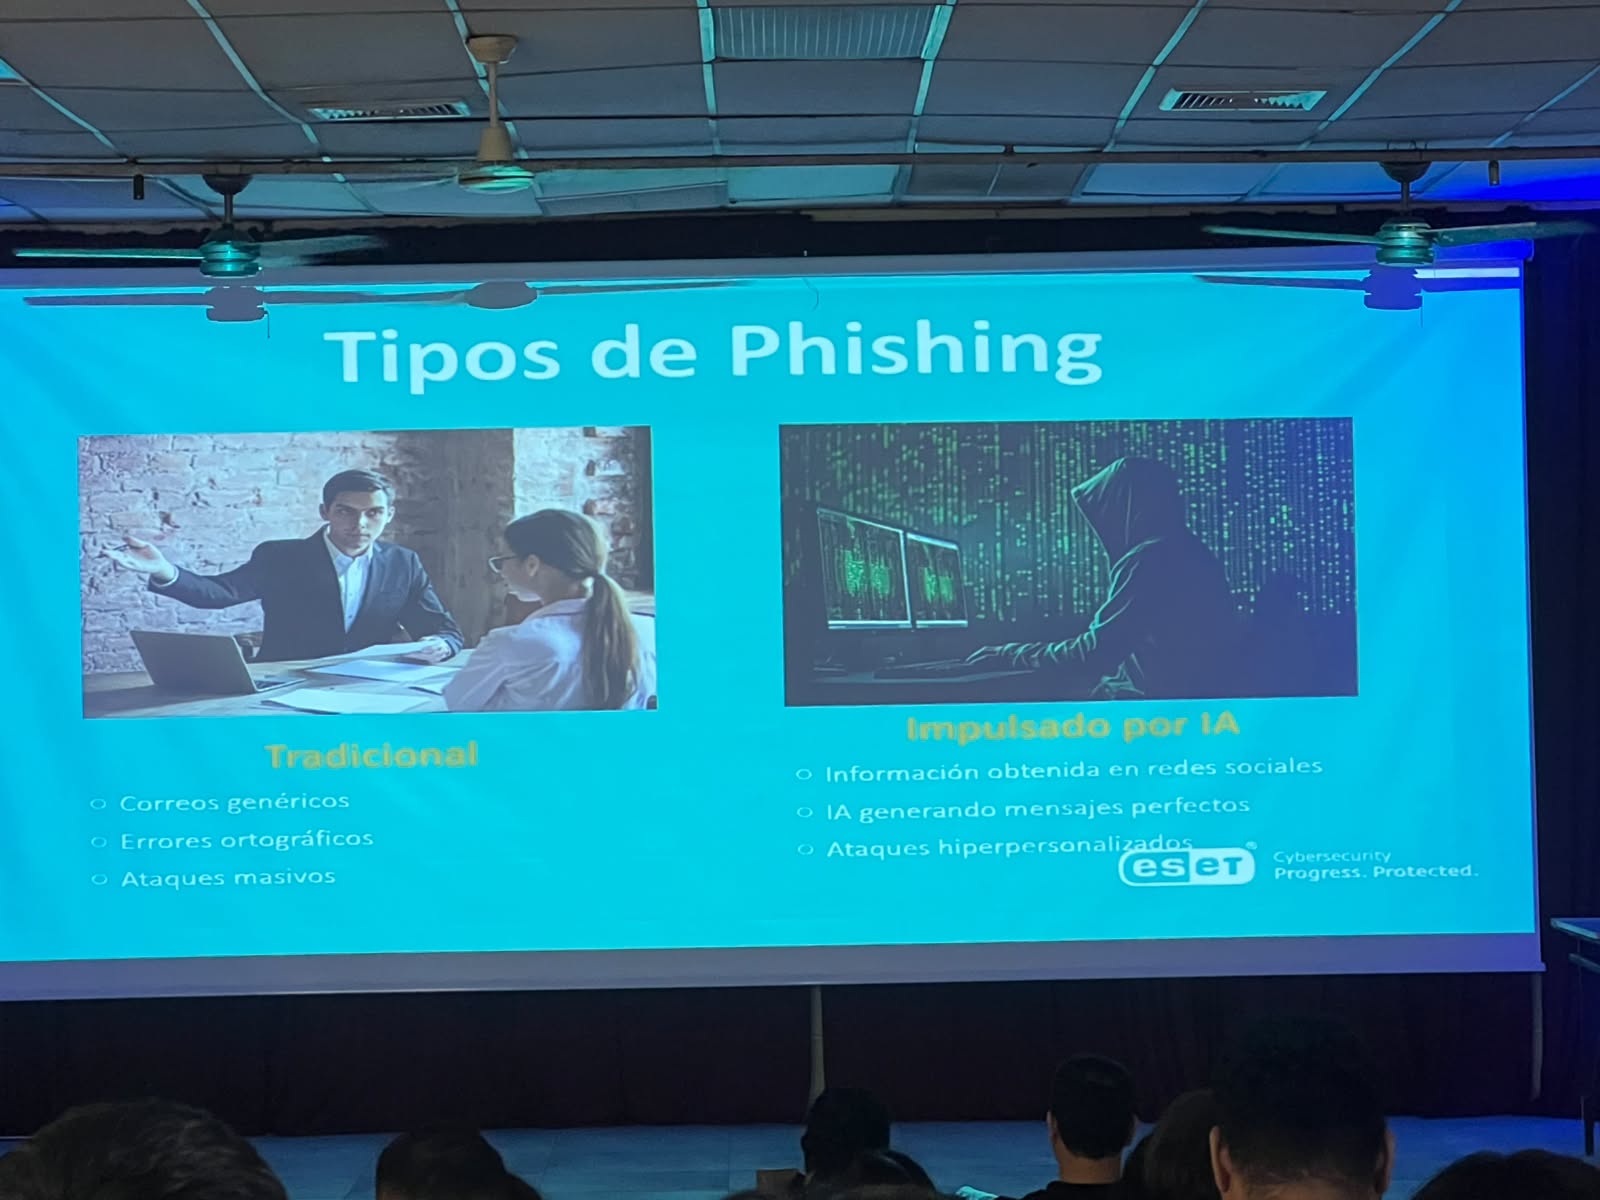 Tipos de Phishing
Tradicional
○ Correos genéricos
○ Errores ortográficos
○ Ataques masivos
Impulsado por IA
○ Información obtenida en redes sociales
○ IA generando mensajes perfectos
○ Ataques hiperpersonalizados
eseT®
Cybersecurity
Progress. Protected.